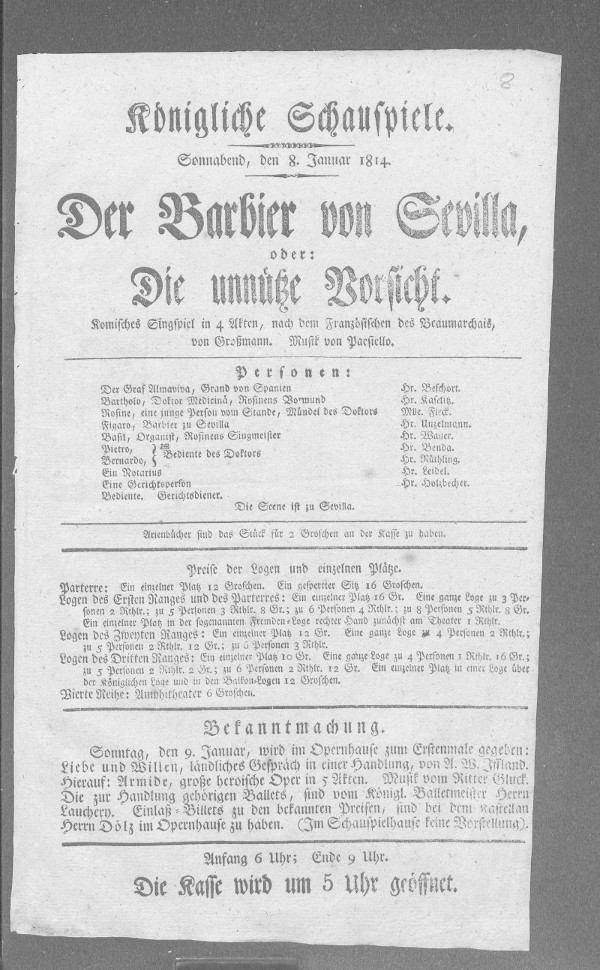 8
Königliche Schauspiele.
Sonnabend, den 8. Januar 1814.
Der Barbier von Sevilla,
oder:
Die unnütze Vorsicht.
Komisches Singspiel in 4 Akten, nach dem Französischen des Beaumarchais,
von Großmann. Musik von Paesiello.
Personen:
Der Graf Almaviva, Grand von Spanien Hr. Beschort.
Bartholo, Doktor Medicinä, Rosinens Vormund Hr. Kaselitz.
Rosine, eine junge Person vom Stande, Mündel des Doktors Mlle. Fleck.
Figaro, Barbier zu Sevilla Hr. Unzelmann.
Basil, Organist, Rosinens Singmeister Hr. Wauer.
Pietro, Hr. Benda.
Bediente des Doktors
Bernardo, Hr. Rüthling.
Ein Notarius Hr. Leidel.
Eine Gerichtsperson Hr. Holzbecher.
Bediente. Gerichtsdiener.
Die Scene ist zu Sevilla.
Arienbücher sind das Stück für 2 Groschen an der Kasse zu haben.
Preise der Logen und einzelnen Plätze.
Parterre: Ein einzelner Platz 12 Groschen. Ein gesperrter Sitz 16 Groschen.
Logen des Ersten Ranges und des Parterres: Ein einzelner Platz 16 Gr. Eine ganze Loge zu 3 Per-
sonen 2 Rthlr.; zu 5 Personen 3 Rthlr. 8 Gr.; zu 6 Personen 4 Rthlr.; zu 8 Personen 5 Rthlr. 8 Gr.
Ein einzelner Platz in der sogenannten Fremden-Loge rechter Hand zunächst am Theater 1 Rthlr.
Logen des Zweyten Ranges: Ein einzelner Platz 12 Gr. Eine ganze Loge zu 4 Personen 2 Rthlr.;
zu 5 Personen 2 Rthlr. 12 Gr.; zu 6 Personen 3 Rthlr.
Logen des Dritten Ranges: Ein einzelner Platz 10 Gr. Eine ganze Loge zu 4 Personen 1 Rthlr. 16 Gr.;
zu 5 Personen 2 Rthlr. 2 Gr.; zu 6 Personen 2 Rthlr. 12 Gr. Ein einzelner Platz in einer Loge über
der Königlichen Loge und in den Balkon-Logen 12 Groschen.
Vierte Reihe: Amphitheater 6 Groschen.
Bekanntmachung.
Sonntag, den 9. Januar, wird im Opernhause zum Erstenmale gegeben:
Liebe und Willen, ländliches Gespräch in einer Handlung, von A. W. Iffland.
Hierauf: Armide, große heroische Oper in 5 Akten. Musik vom Ritter Gluck.
Die zur Handlung gehörigen Ballets, sind vom Königl. Balletmeister Herrn
Lauchery. Einlaß-Billets zu den bekannten Preisen, sind bei dem Kastellan
Herrn Dölz im Opernhause zu haben. (Im Schauspielhause keine Vorstellung).
Anfang 6 Uhr; Ende 9 Uhr.
Die Kasse wird um 5 Uhr geöffnet.